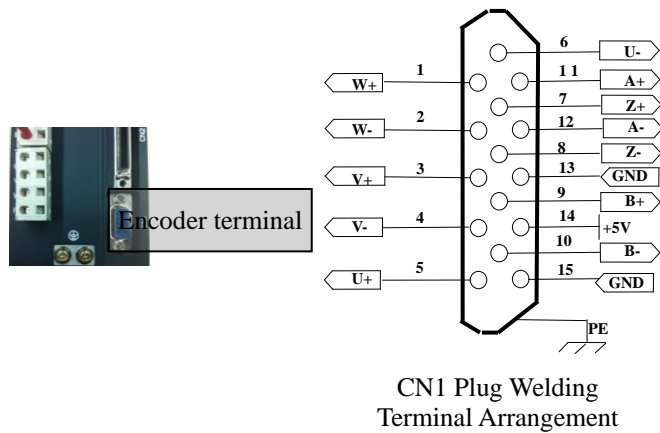 6 U-
1 W+
11 A+
7 Z+
2 W-
12 A-
8 Z-
3 V+
13 GND
9 B+
4 V-
14 +5V
10 B-
5 U+
15 GND
PE
CN2
Encoder terminal
CN1 Plug Welding
Terminal Arrangement